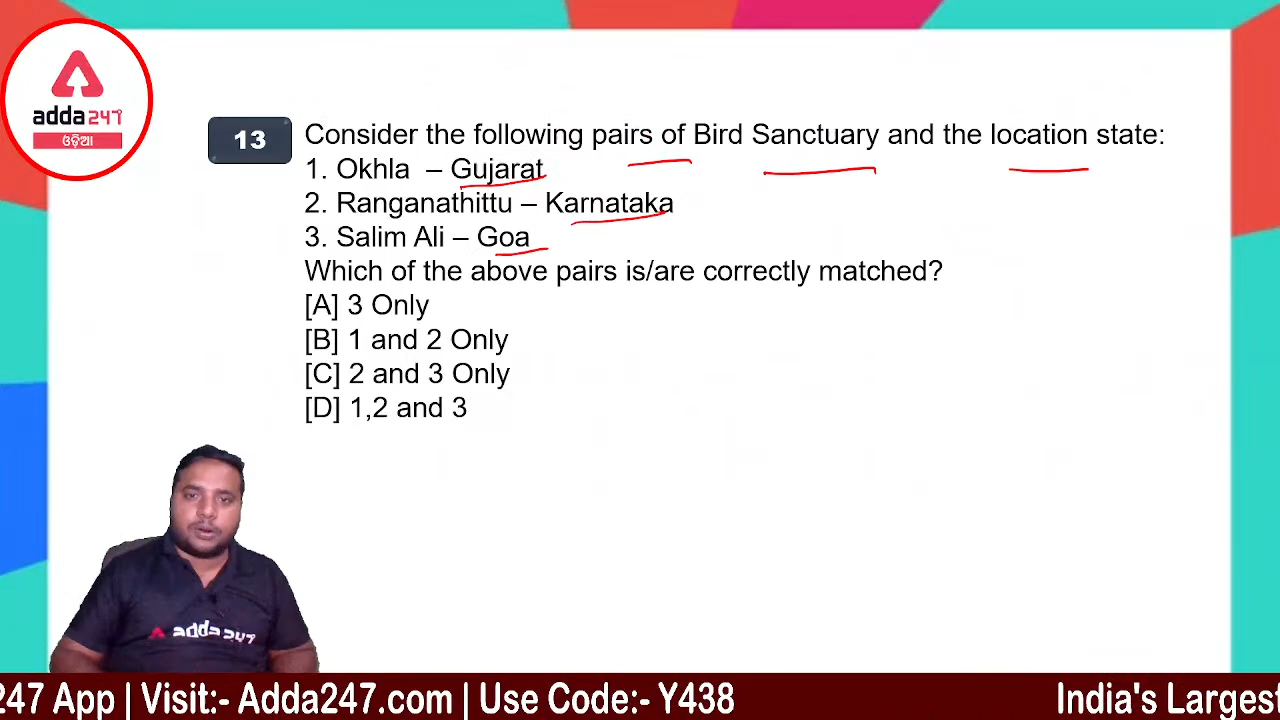 adda247
ଓଡ଼ିଆ
13
Consider the following pairs of Bird Sanctuary and the location state:
1. Okhla – Gujarat
2. Ranganathittu – Karnataka
3. Salim Ali – Goa
Which of the above pairs is/are correctly matched?
[A] 3 Only
[B] 1 and 2 Only
[C] 2 and 3 Only
[D] 1,2 and 3
adda247
247 App | Visit:- Adda247.com | Use Code:- Y438 India's Largest